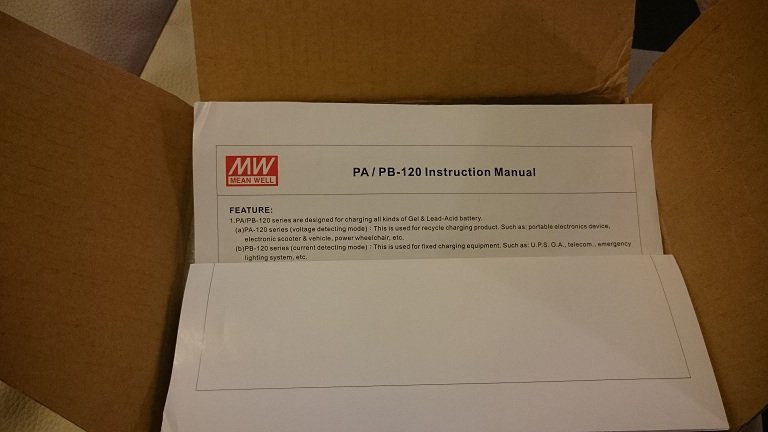 MW
MEAN WELL
PA / PB-120 Instruction Manual
FEATURE:
1.PA/PB-120 series are designed for charging all kinds of Gel & Lead-Acid battery.
(a)PA-120 series (voltage detecting mode) : This is used for recycle charging product. Such as: portable electronics device,
electronic scooter & vehicle, power wheelchair, etc.
(b)PB-120 series (current detecting mode) : This is used for fixed charging equipment. Such as: U.P.S. O.A., telecom., emergency
lighting system, etc.